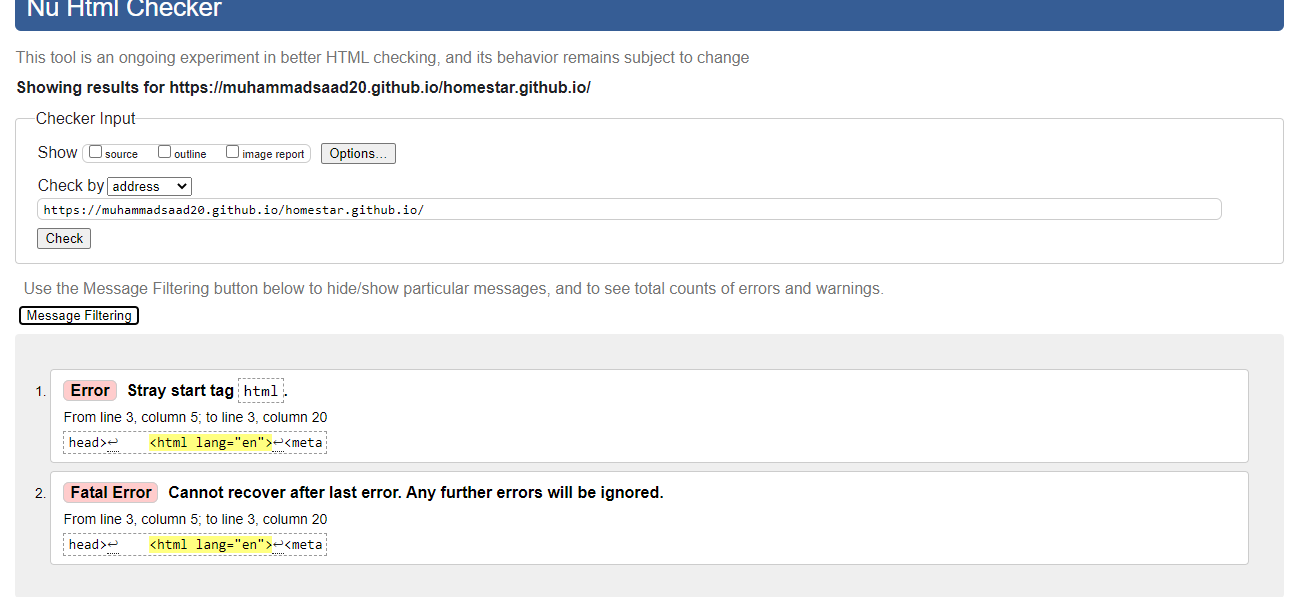 Nu Html Checker
This tool is an ongoing experiment in better HTML checking, and its behavior remains subject to change
Showing results for https://muhammadsaad20.github.io/homestar.github.io/
Checker Input
Show source outline image report Options...
Check by address
https://muhammadsaad20.github.io/homestar.github.io/
Check
Use the Message Filtering button below to hide/show particular messages, and to see total counts of errors and warnings.
Message Filtering
1. Error Stray start tag html.
From line 3, column 5; to line 3, column 20
head>↩ <html lang="en">↩<meta
2. Fatal Error Cannot recover after last error. Any further errors will be ignored.
From line 3, column 5; to line 3, column 20
head>↩ <html lang="en">↩<meta